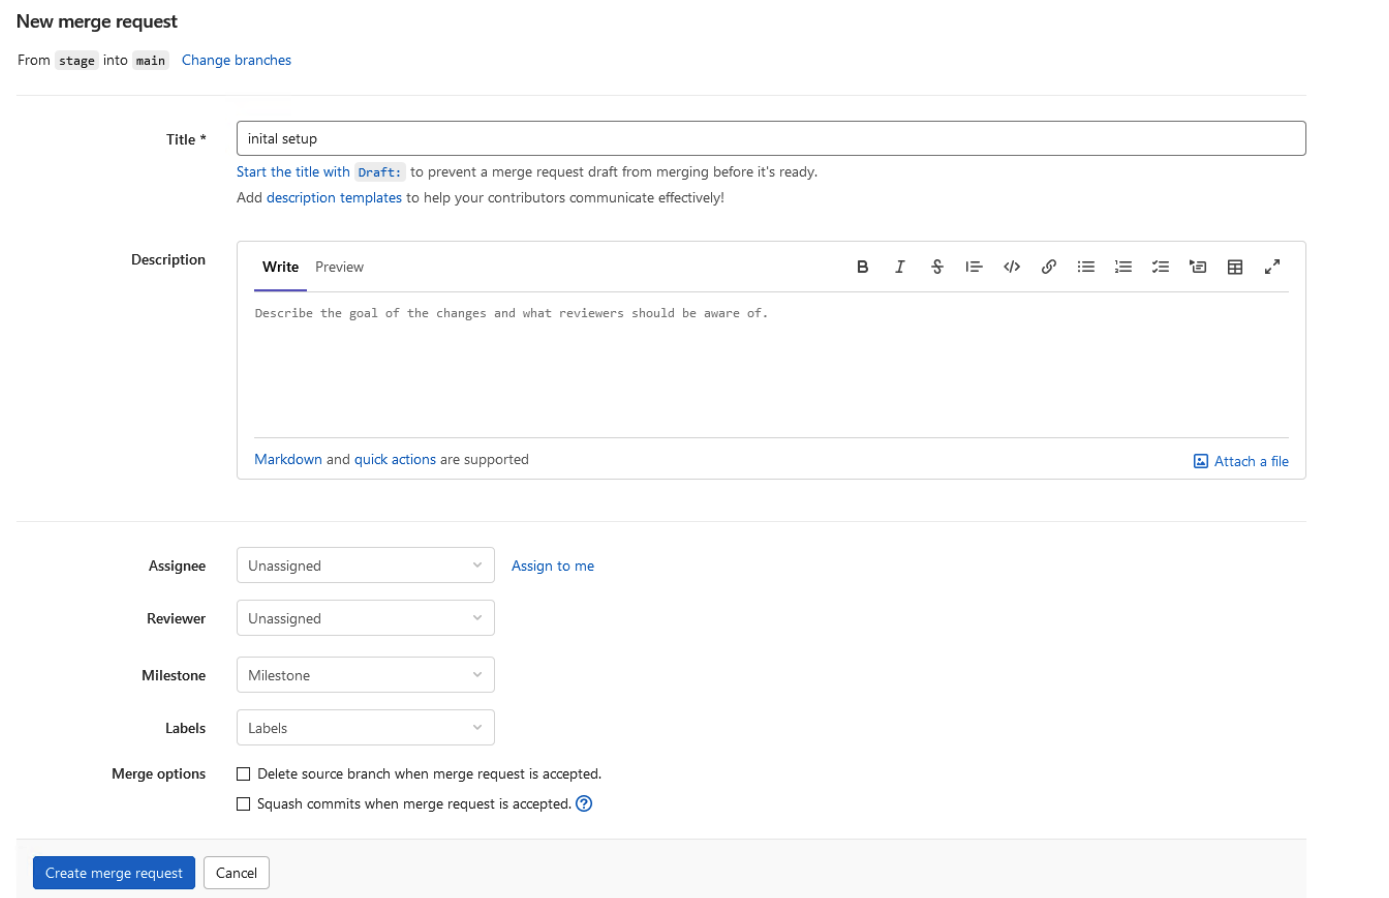 New merge request
From stage into main Change branches
Title *
inital setup
Start the title with Draft: to prevent a merge request draft from merging before it's ready.
Add description templates to help your contributors communicate effectively!
Description
Write Preview
Describe the goal of the changes and what reviewers should be aware of.
Markdown and quick actions are supported
Attach a file
Assignee
Unassigned
Assign to me
Reviewer
Unassigned
Milestone
Milestone
Labels
Labels
Merge options
Delete source branch when merge request is accepted.
Squash commits when merge request is accepted.
Create merge request
Cancel